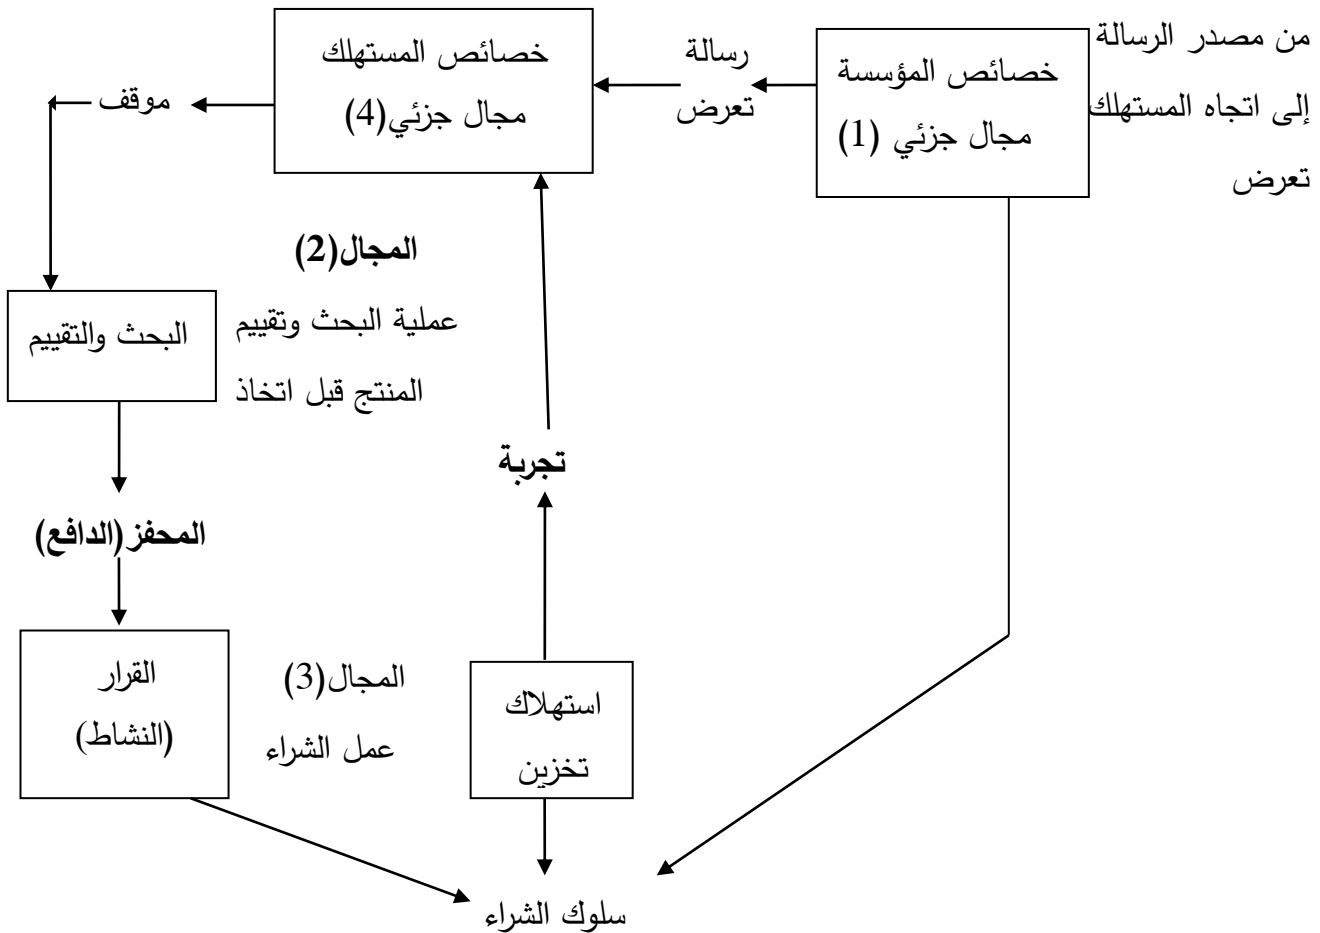 من مصدر الرسالة
إلى اتجاه المستهلك
تعرض
خصائص المؤسسة
مجال جزئي (1)
رسالة
تعرض
خصائص المستهلك
مجال جزئي(4)
موقف
المجال(2)
عملية البحث وتقييم
المنتج قبل اتخاذ
البحث والتقييم
تجربة
المحفز(الدافع)
القرار
(النشاط)
المجال(3)
عمل الشراء
استهلاك
تخزين
سلوك الشراء